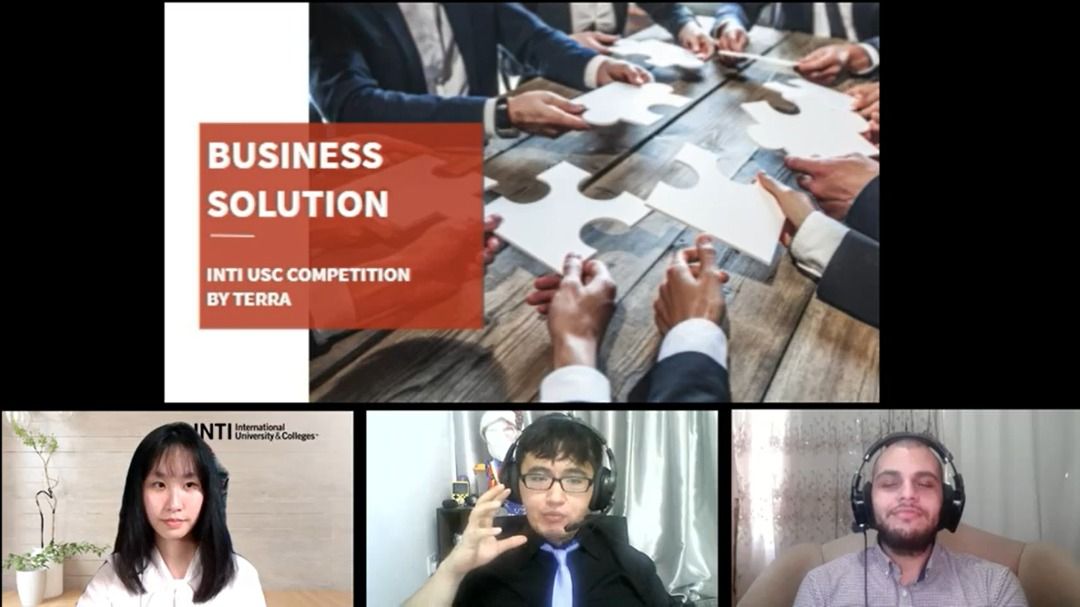 BUSINESS
SOLUTION
INTI USC COMPETITION
BY TERRA
INTI International
University & Colleges